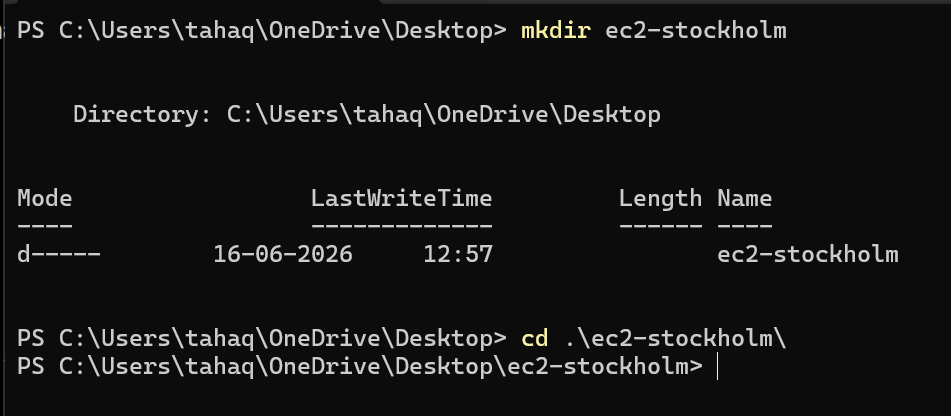 PS C:\Users\tahaq\OneDrive\Desktop> mkdir ec2-stockholm
Directory: C:\Users\tahaq\OneDrive\Desktop
Mode                 LastWriteTime         Length Name
----                 -------------         ------ ----
d-----        16-06-2026     12:57                ec2-stockholm
PS C:\Users\tahaq\OneDrive\Desktop> cd .\ec2-stockholm\
PS C:\Users\tahaq\OneDrive\Desktop\ec2-stockholm>